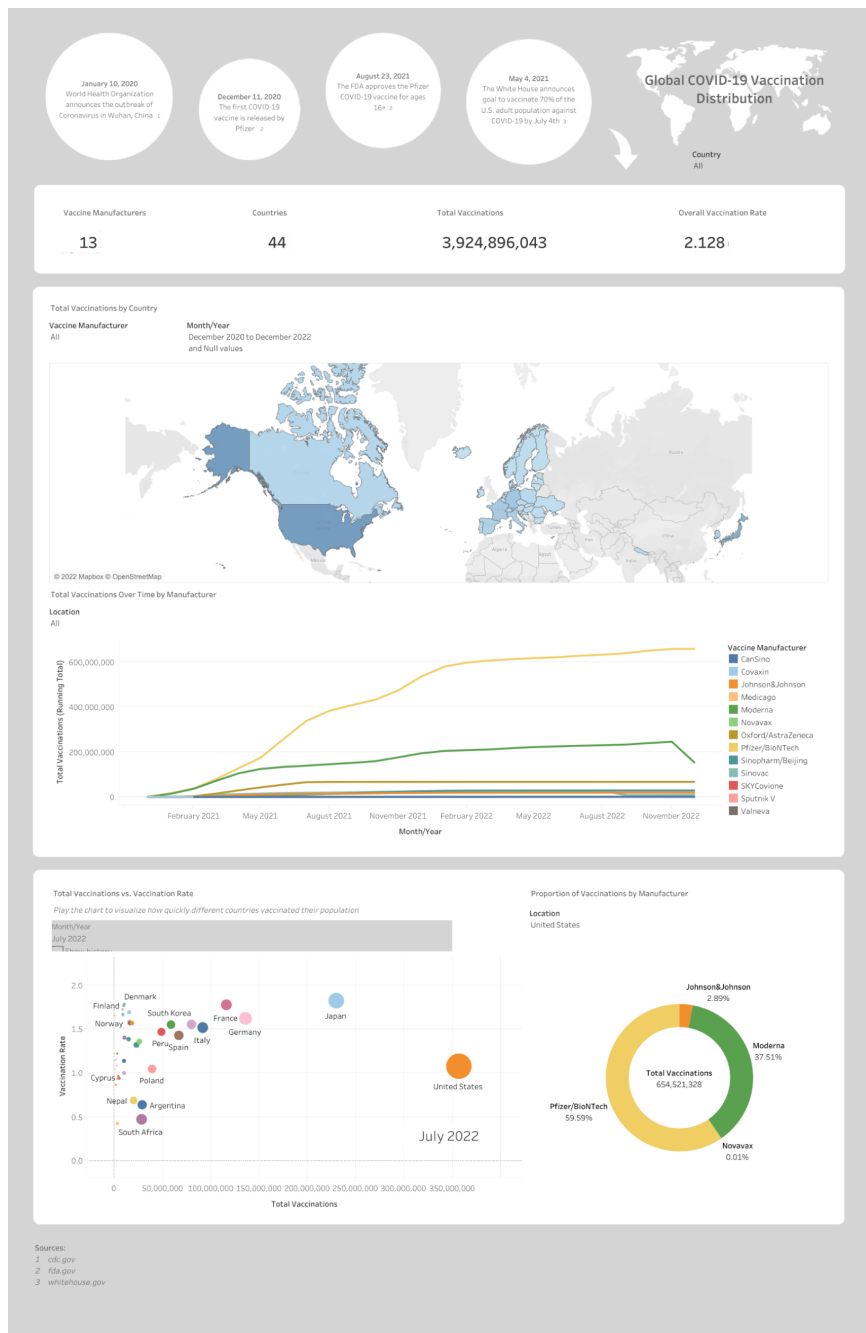 January 10, 2020
World Health Organization
announces the outbreak of
Coronavirus in Wuhan, China 1
December 11, 2020
The first COVID-19
vaccine is released by
Pfizer 2
August 23, 2021
The FDA approves the Pfizer
COVID-19 vaccine for ages
16+ 2
May 4, 2021
The White House announces
goal to vaccinate 70% of the
U.S. adult population against
COVID by July 4th 3
Global COVID-19 Vaccination
Distribution
Country
All
Vaccine Manufacturers
13
Countries
44
Total Vaccinations
3,924,896,043
Overall Vaccination Rate
2.128
Total Vaccinations by Country
Vaccine Manufacturer
All
Month/Year
December 2020 to December 2022
and Null values
Russia
China
Turkey
Iran
Algeria
Egypt
India
Mexico
© 2022 Mapbox © OpenStreetMap
Total Vaccinations Over Time by Manufacturer
Location
All
Total Vaccinations (Running Total)
600,000,000
400,000,000
200,000,000
0
February 2021
May 2021
August 2021
November 2021
February 2022
May 2022
August 2022
November 2022
Month/Year
Vaccine Manufacturer
CanSino
Covaxin
Johnson&Johnson
Medicago
Moderna
Novavax
Oxford/AstraZeneca
Pfizer/BioNTech
Sinopharm/Beijing
Sinovac
SKYCovione
Sputnik V
Valneva
Total Vaccinations vs. Vaccination Rate
Play the chart to visualize how quickly different countries vaccinated their population
Month/Year
July 2022
Show history
Vaccination Rate
2.0
1.5
1.0
0.5
0.0
Denmark
Finland
Norway
South Korea
Peru
Spain
Italy
France
Germany
Japan
Cyprus
Poland
United States
Nepal
Argentina
South Africa
July 2022
0
50,000,000
100,000,000
150,000,000
200,000,000
250,000,000
300,000,000
350,000,000
Total Vaccinations
Proportion of Vaccinations by Manufacturer
Location
United States
Johnson&Johnson
2.89%
Moderna
37.51%
Total Vaccinations
654,521,328
Pfizer/BioNTech
59.59%
Novavax
0.01%
Sources:
1 cdc.gov
2 fda.gov
3 whitehouse.gov